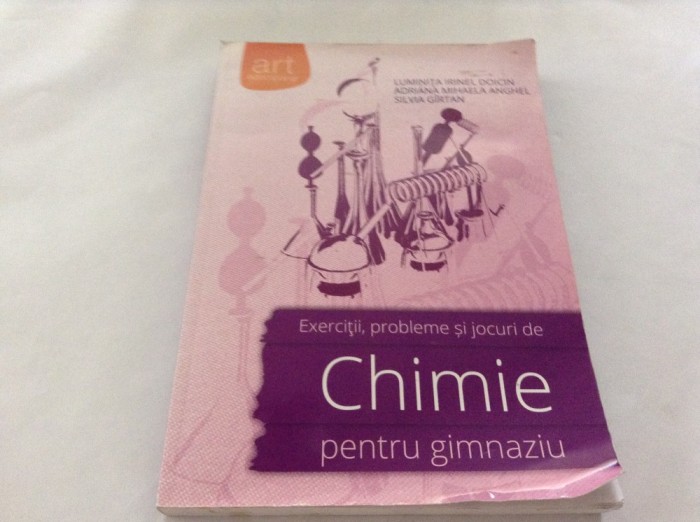 art
LUMINIȚA IRINEL DOICIN
ADRIANA MIHAELA ANGHEL
SILVIA GÎRTAN
Exerciții, probleme și jocuri de
Chimie
pentru gimnaziu